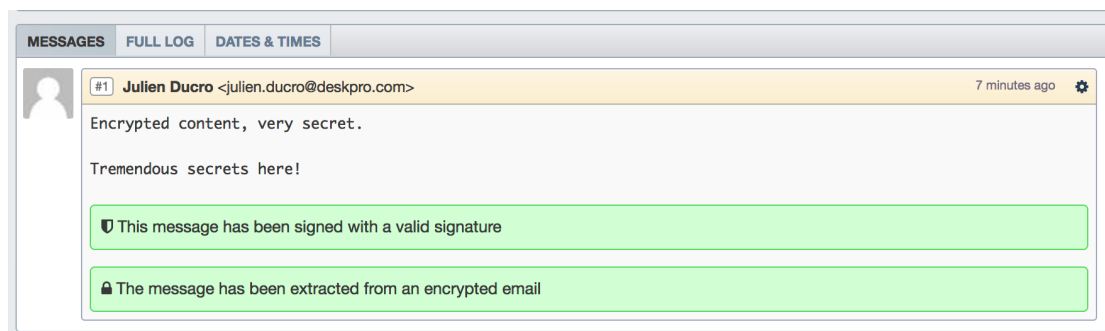 MESSAGES FULL LOG DATES & TIMES
#1 Julien Ducro <julien.ducro@deskpro.com> 7 minutes ago
Encrypted content, very secret.
Tremendous secrets here!
This message has been signed with a valid signature
The message has been extracted from an encrypted email